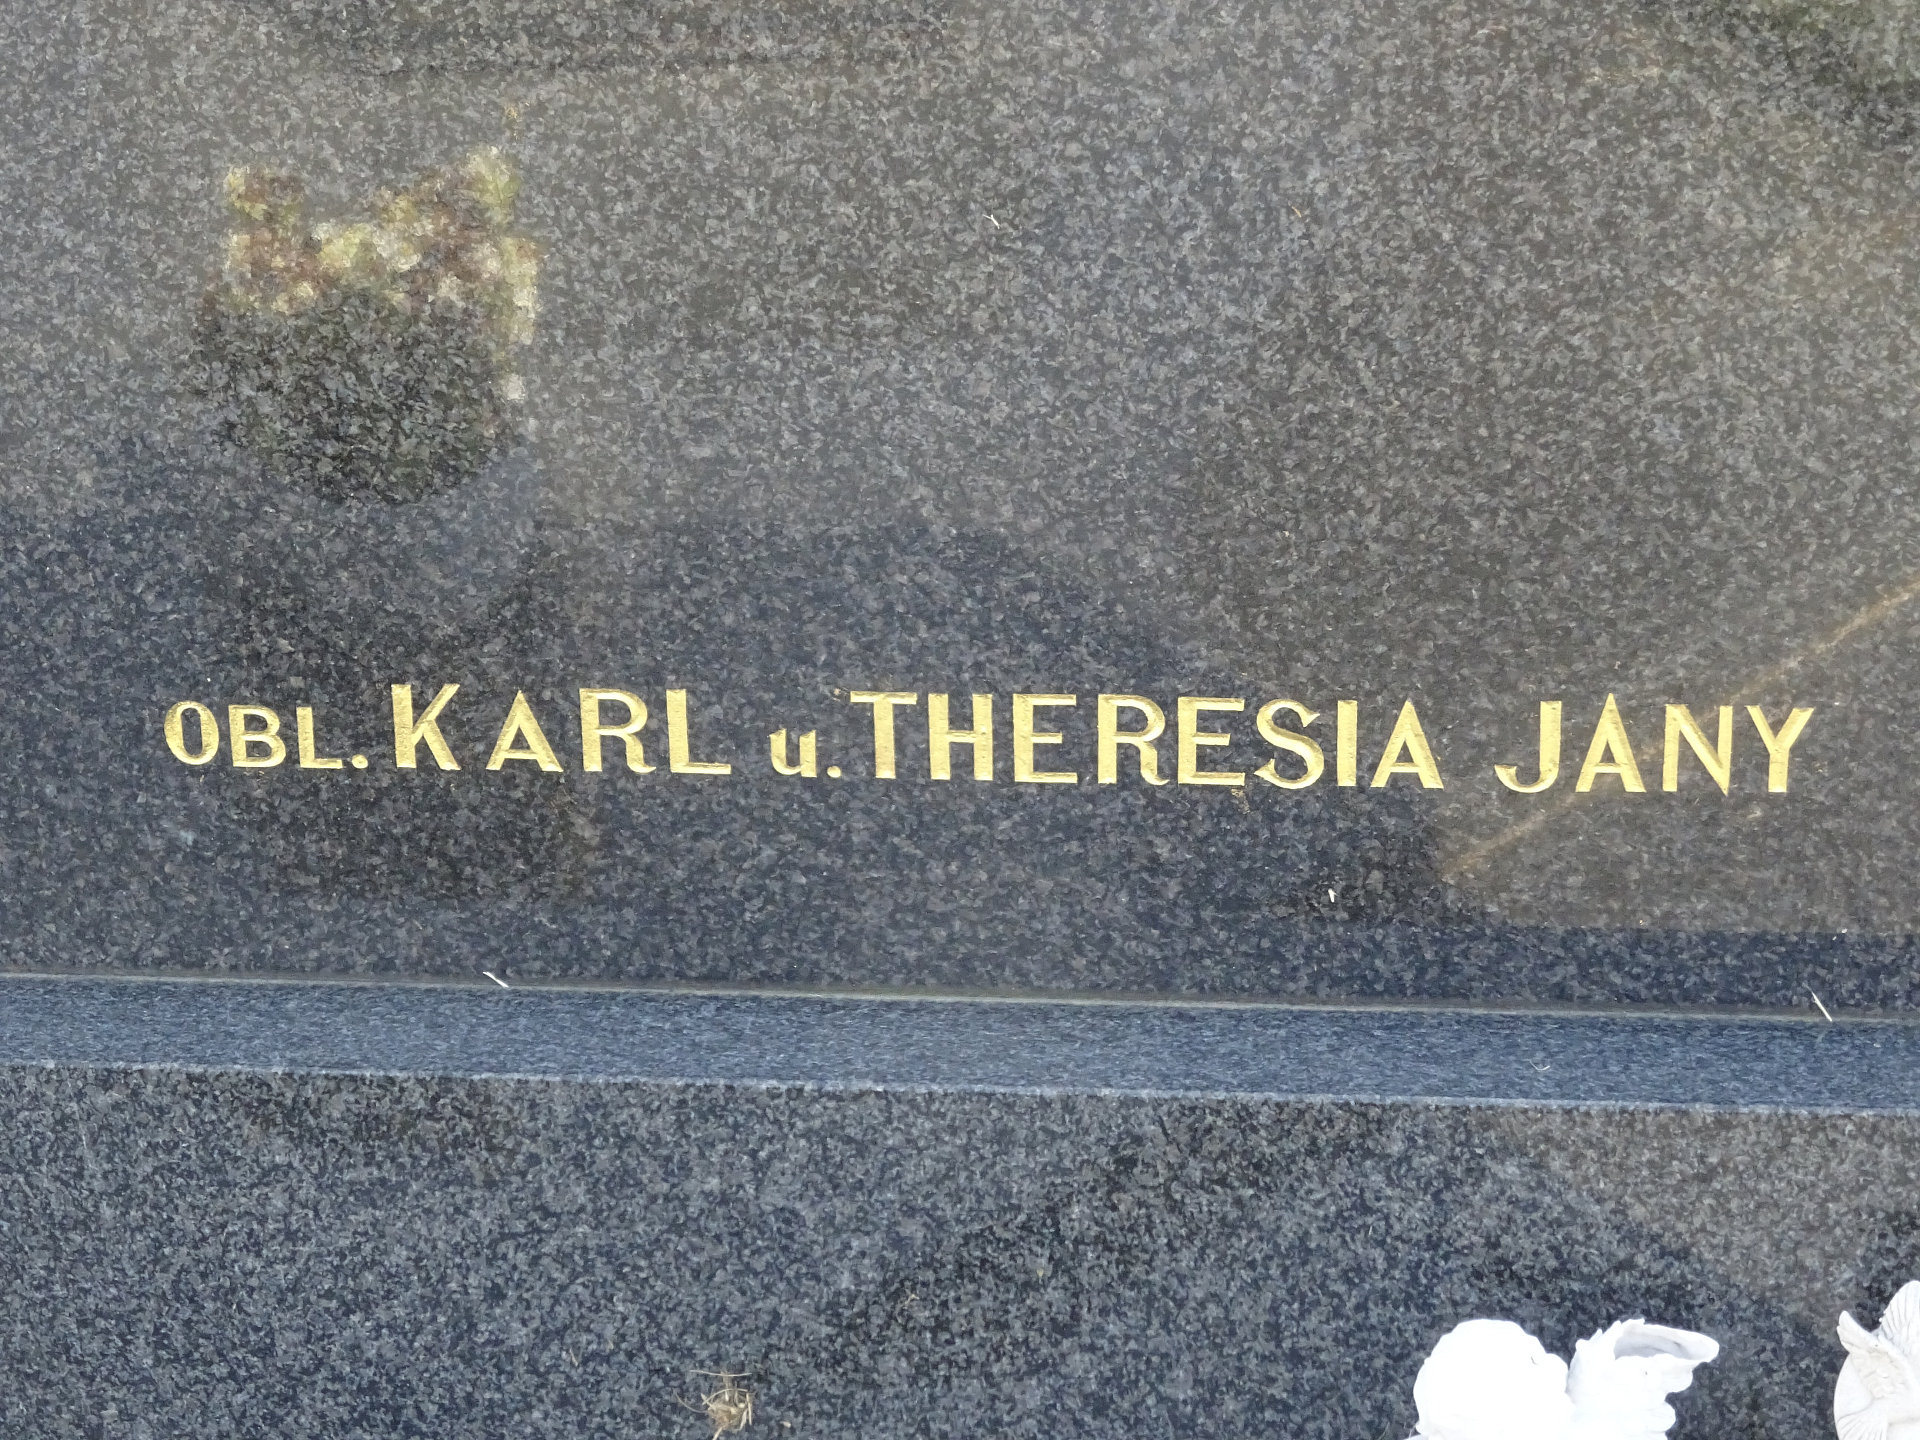 OBL. KARL u. THERESIA JANY